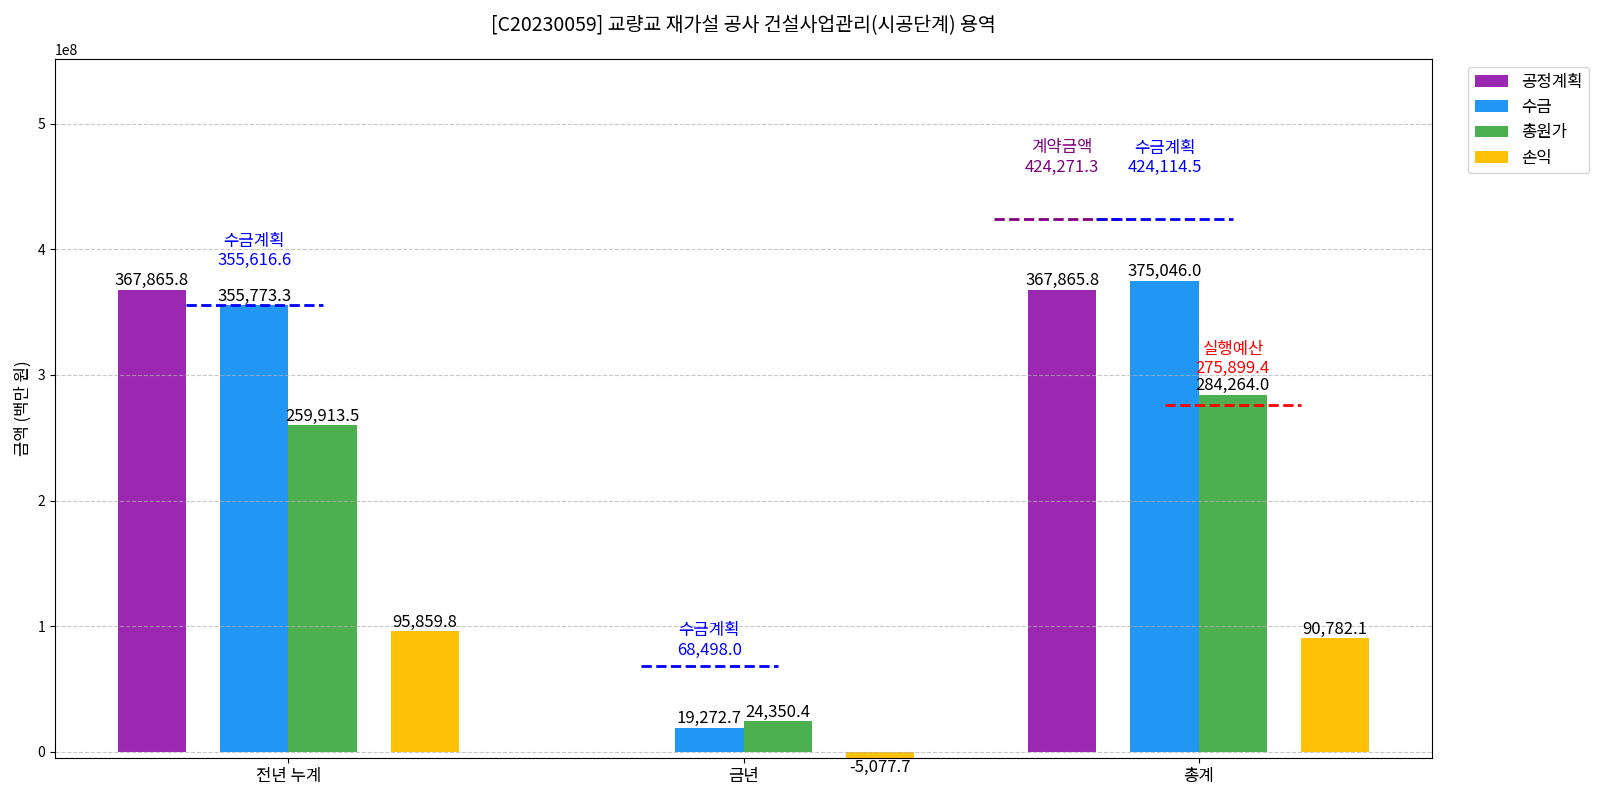 [C20230059] 교량교 재가설 공사 건설사업관리(시공단계) 용역
1e8
공정계획
수금
총원가
손익
금액 (백만 원)
5
4
3
2
1
0
367,865.8
수금계획
355,616.6
355,773.3
259,913.5
95,859.8
수금계획
68,498.0
19,272.7
24,350.4
-5,077.7
계약금액
424,271.3
수금계획
424,114.5
367,865.8
375,046.0
실행예산
275,899.4
284,264.0
90,782.1
전년 누계
금년
총계